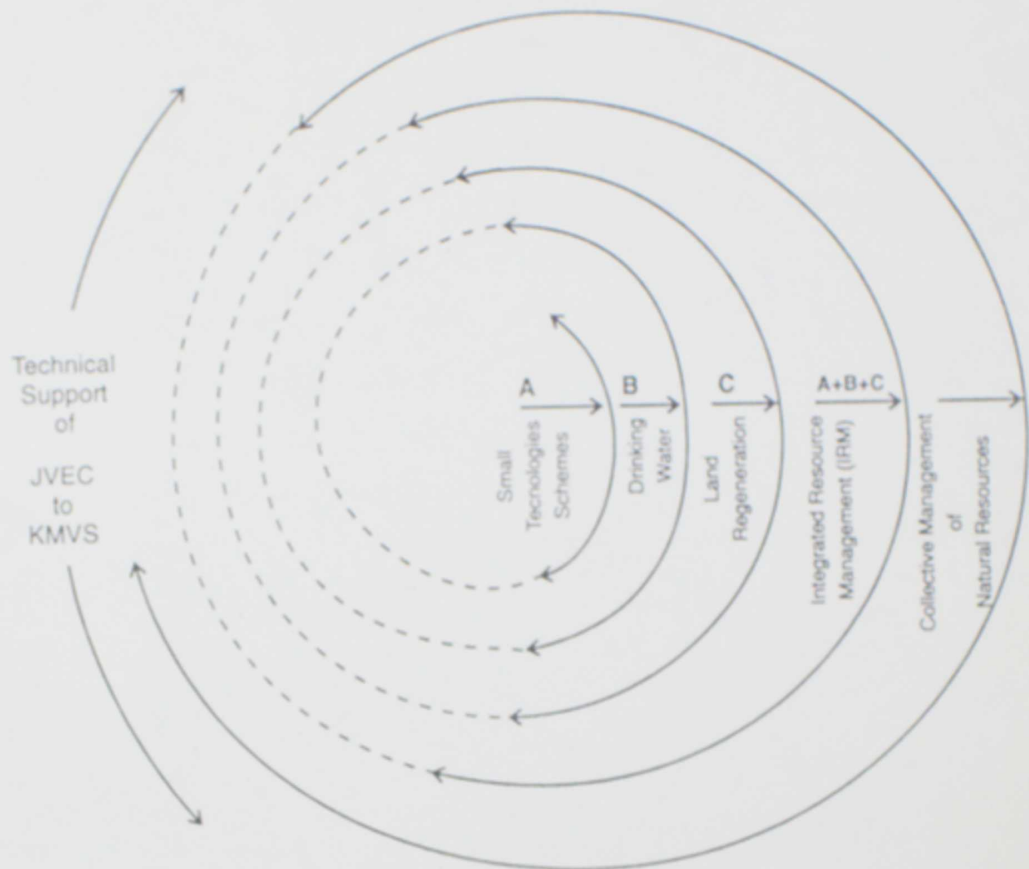 Technical
Support
of
JVEC
to
KMVS
A
Small
Tecnologies
Schemes
B
Drinking
Water
C
Land
Regeneration
A+B+C
Integrated Resource
Management (IRM)
Collective Management
of
Natural Resources